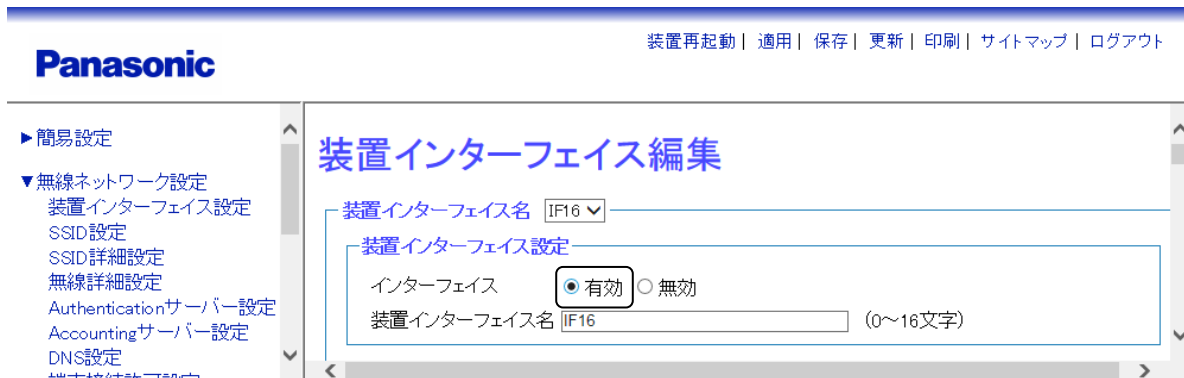 装置再起動| 適用| 保存| 更新| 印刷| サイトマップ| ログアウト
Panasonic
▶簡易設定
▼無線ネットワーク設定
装置インターフェイス設定
SSID設定
SSID詳細設定
無線詳細設定
Authenticationサーバー設定
Accountingサーバー設定
DNS設定
装置インターフェイス編集
装置インターフェイス名 IF16
装置インターフェイス設定
インターフェイス 有効 無効
装置インターフェイス名 IF16 (0～16文字)